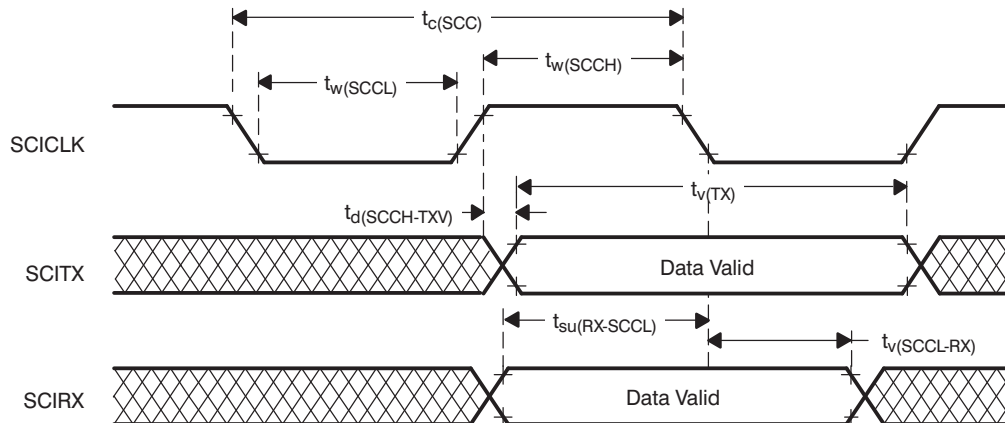 tc(SCC)
tw(SCCH)
tw(SCCL)
SCICLK
tv(TX)
td(SCCH-TXV)
SCITX
Data Valid
tsu(RX-SCCL)
tv(SCCL-RX)
SCIRX
Data Valid